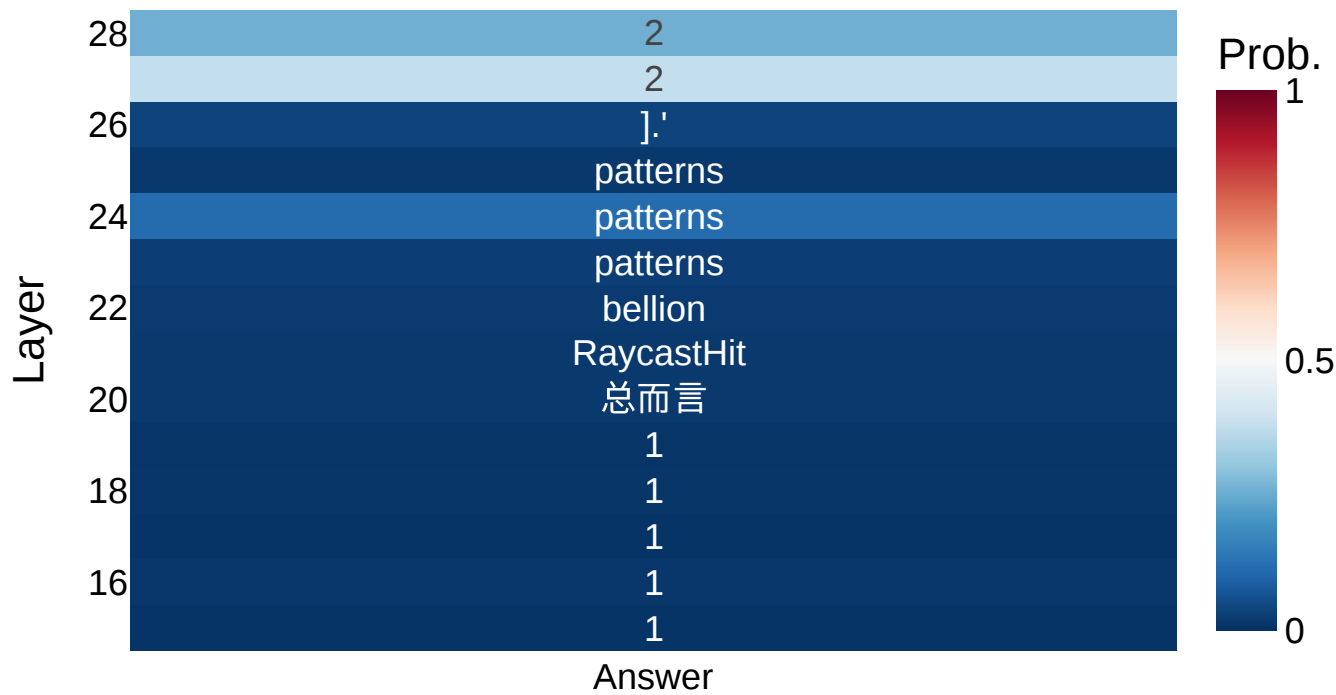 28 2
2
26 ].'
patterns
24 patterns
patterns
22 bellion
RaycastHit
20 总而言
1
18 1
1
16 1
1
Answer
Layer
Prob.
1
0.5
0